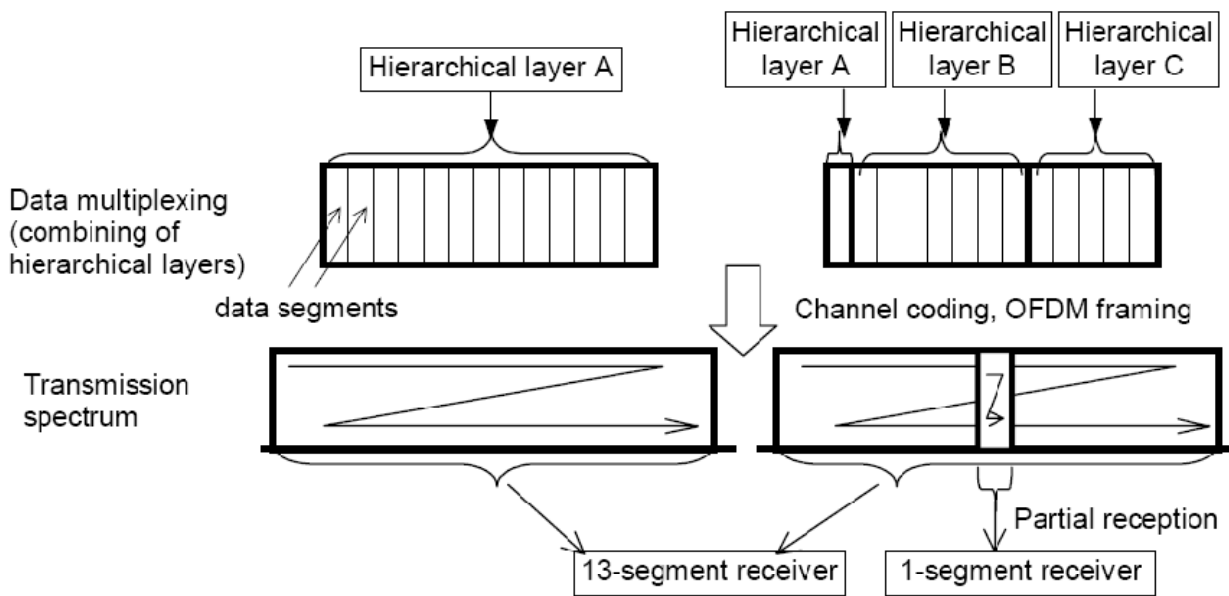 Hierarchical layer A
Hierarchical
layer A
Hierarchical
layer B
Hierarchical
layer C
Data multiplexing
(combining of
hierarchical layers)
data segments
Channel coding, OFDM framing
Transmission
spectrum
Partial reception
13-segment receiver
1-segment receiver